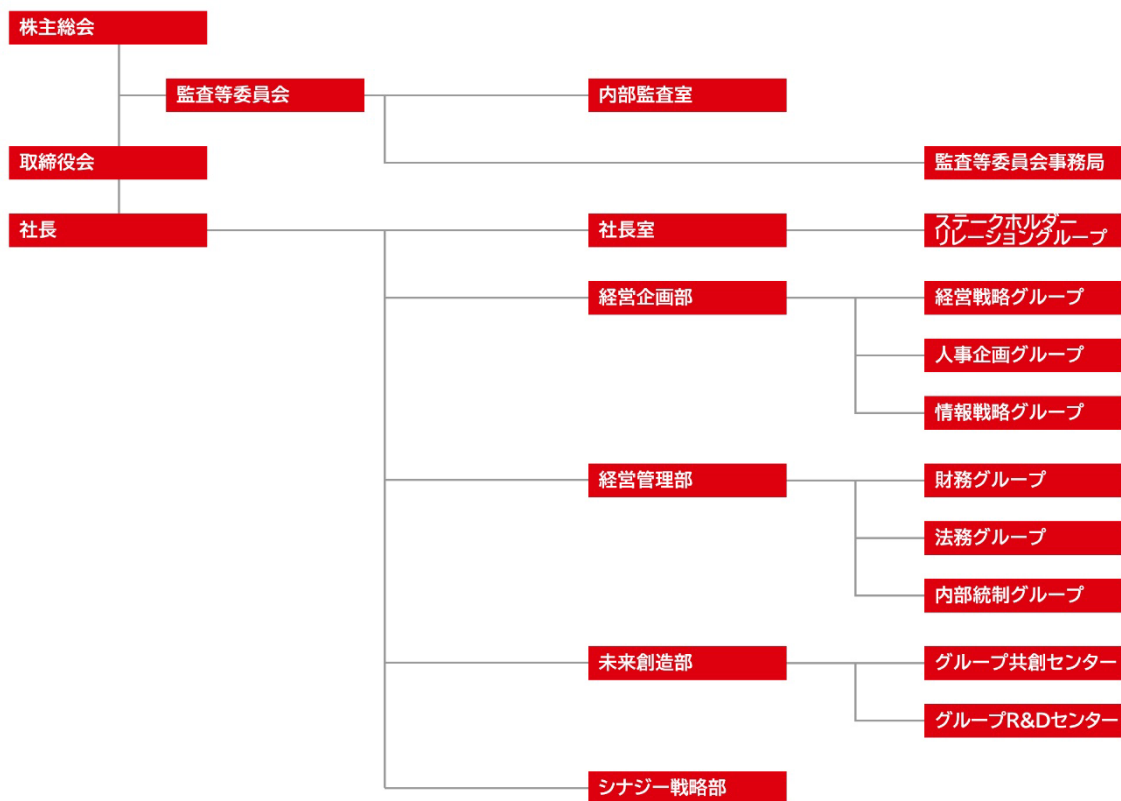 株主総会
監査等委員会
内部監査室
取締役会
監査等委員会事務局
社長
社長室
ステークホルダー
リレーショングループ
経営企画部
経営戦略グループ
人事企画グループ
情報戦略グループ
経営管理部
財務グループ
法務グループ
内部統制グループ
未来創造部
グループ共創センター
グループR&Dセンター
シナジー戦略部